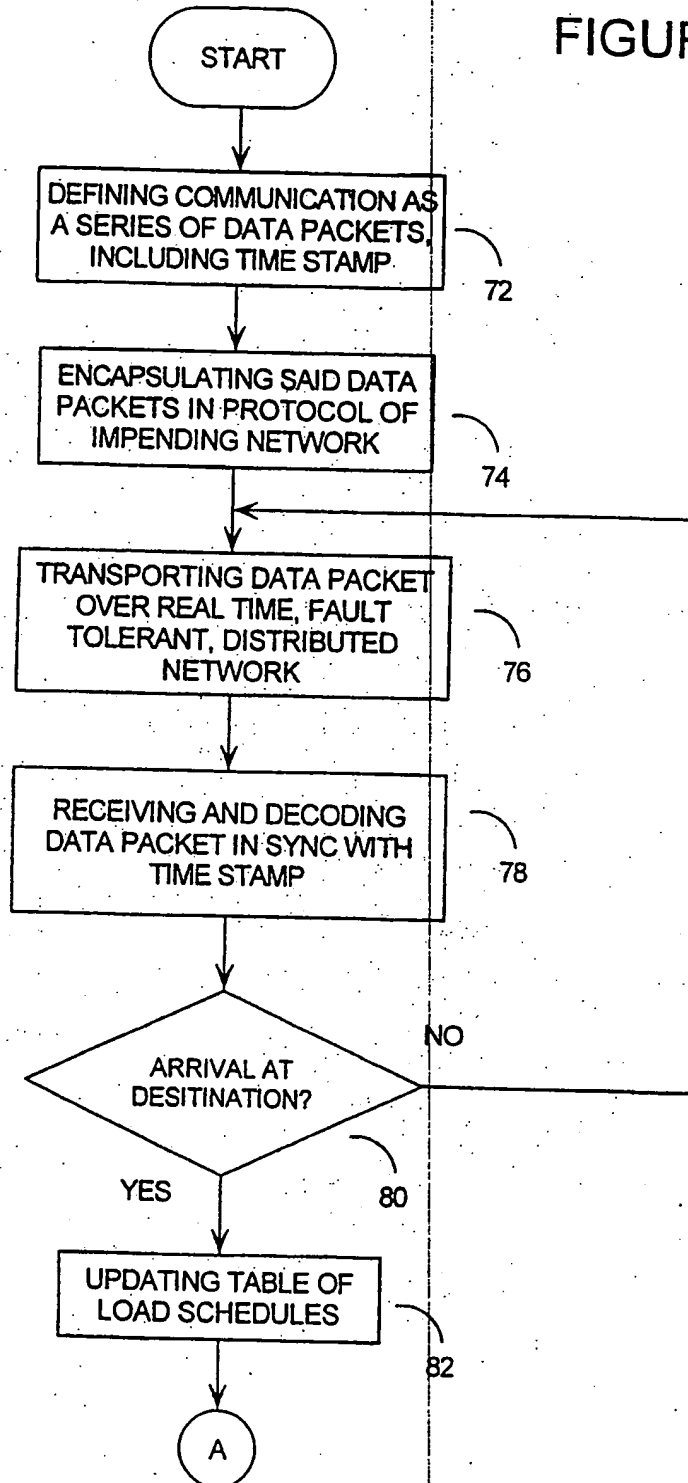 FIGUR
START
DEFINING COMMUNICATION AS
A SERIES OF DATA PACKETS,
INCLUDING TIME STAMP
72
ENCAPSULATING SAID DATA
PACKETS IN PROTOCOL OF
IMPENDING NETWORK
74
TRANSPORTING DATA PACKET
OVER REAL TIME, FAULT
TOLERANT, DISTRIBUTED
NETWORK
76
RECEIVING AND DECODING
DATA PACKET IN SYNC WITH
TIME STAMP
78
NO
ARRIVAL AT
DESITINATION?
80
YES
UPDATING TABLE OF
LOAD SCHEDULES
82
A